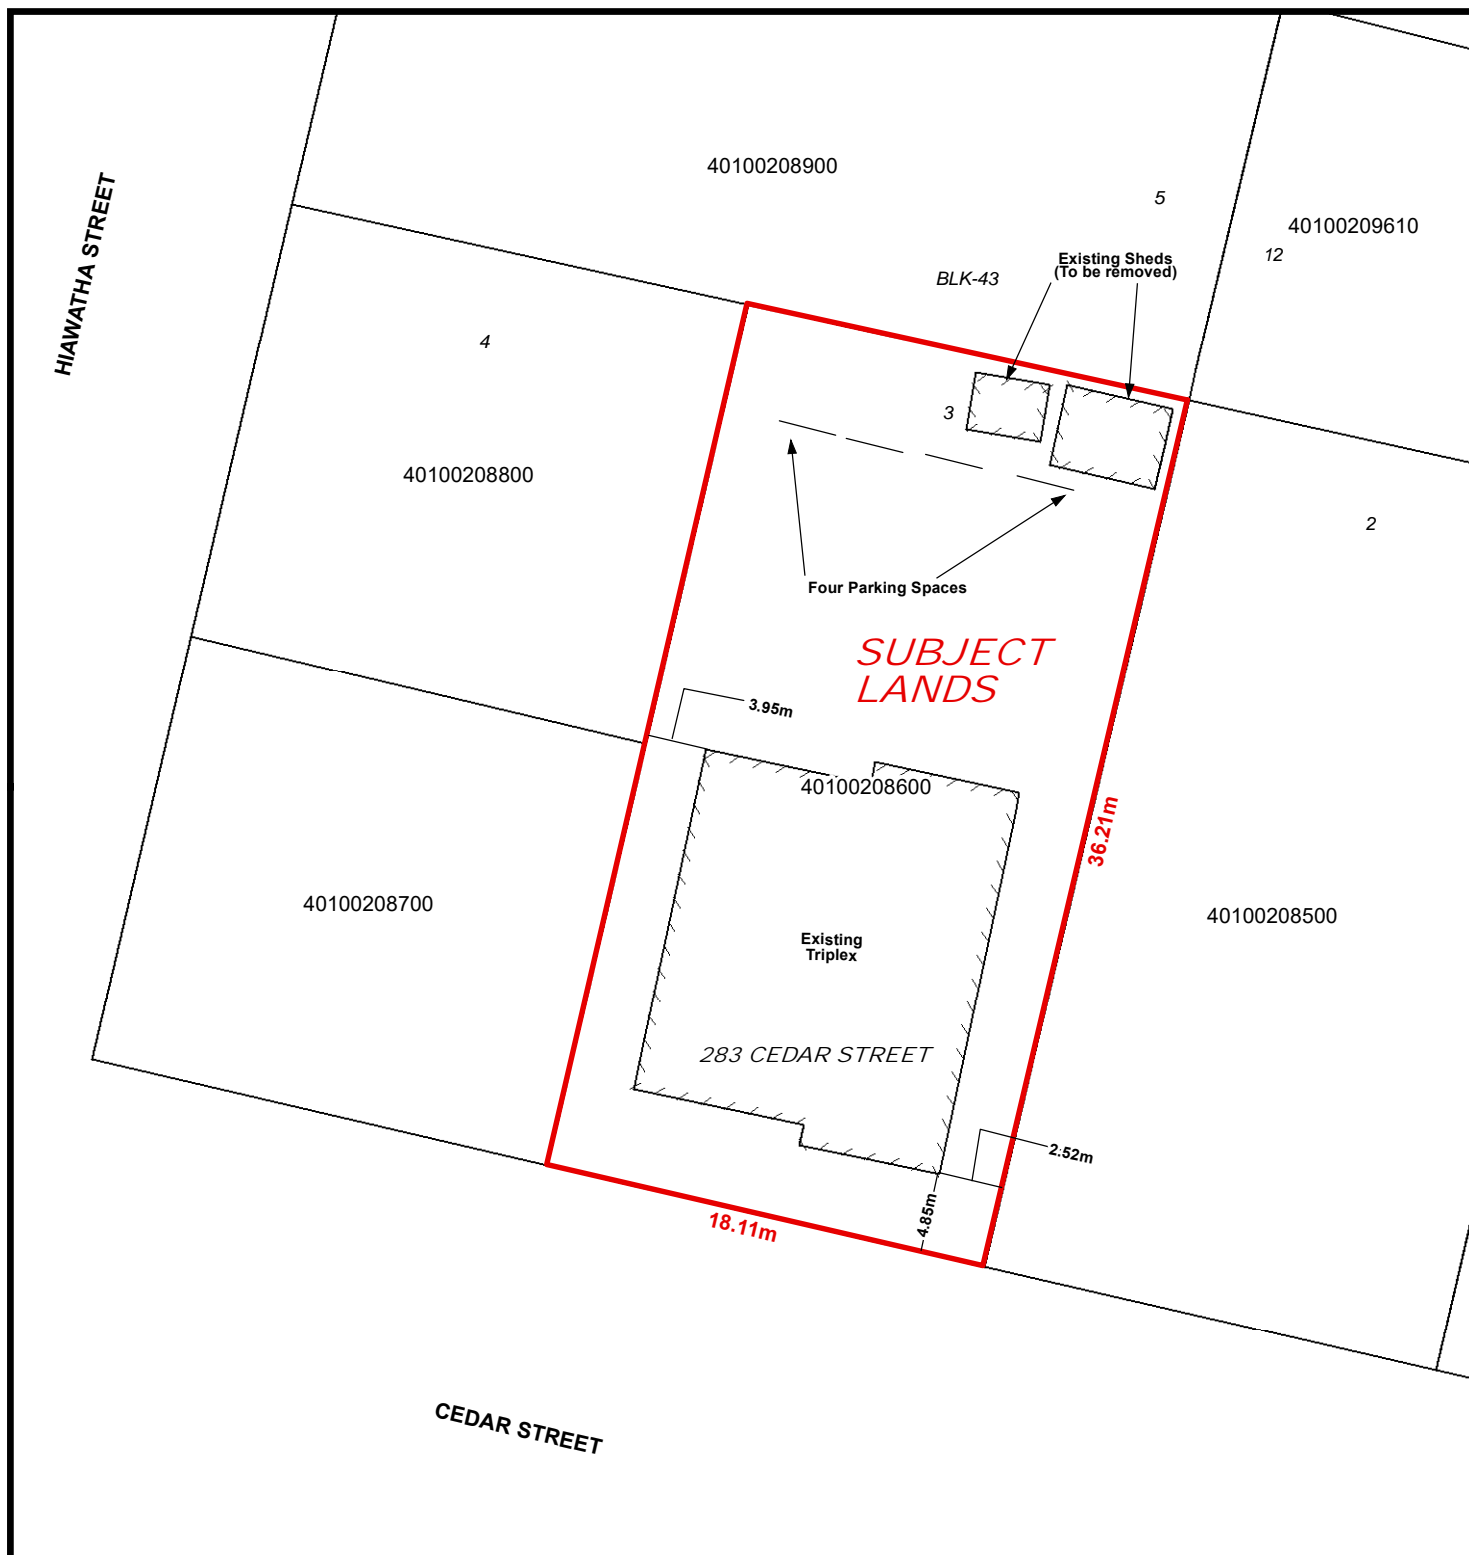 40100208900
HIAWATHA STREET
5
40100209610
12
Existing Sheds
(To be removed)
BLK-43
4
3
40100208800
2
Four Parking Spaces
SUBJECT
LANDS
3.95m
40100208600
36.21m
40100208700
40100208500
Existing
Triplex
283 CEDAR STREET
2.52m
4.85m
18.11m
CEDAR STREET